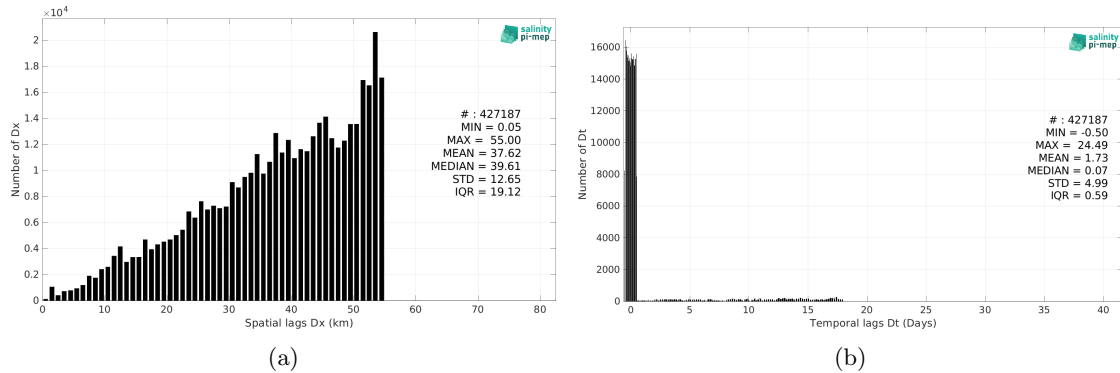 ×10⁴
2
1.8
1.6
1.4
1.2
1
0.8
0.6
0.4
0.2
0
Number of Dx
0 10 20 30 40 50 60 70 80
Spatial lags Dx (km)
salinity
pi-mep
# : 427187
MIN = 0.05
MAX = 55.00
MEAN = 37.62
MEDIAN = 39.61
STD = 12.65
IQR = 19.12
(a)
16000
14000
12000
10000
8000
6000
4000
2000
0
Number of Dt
0 5 10 15 20 25 30 35 40
Temporal lags Dt (Days)
salinity
pi-mep
# : 427187
MIN = -0.50
MAX = 24.49
MEAN = 1.73
MEDIAN = 0.07
STD = 4.99
IQR = 0.59
(b)